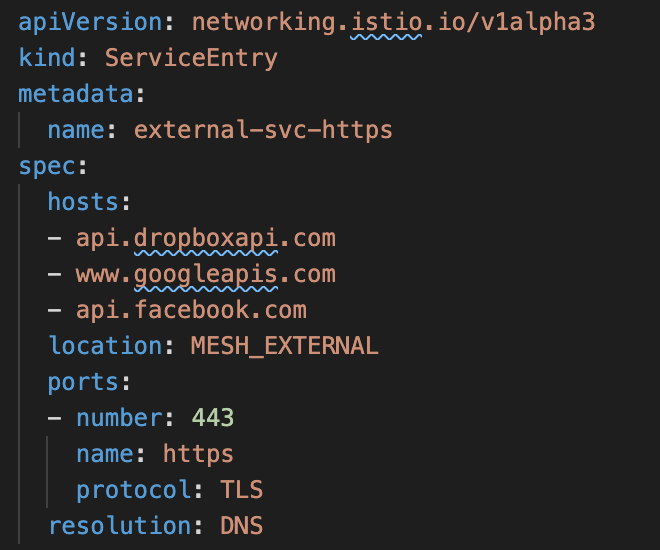 apiVersion: networking.istio.io/v1alpha3
kind: ServiceEntry
metadata:
  name: external-svc-https
spec:
  hosts:
  - api.dropboxapi.com
  - www.googleapis.com
  - api.facebook.com
  location: MESH_EXTERNAL
  ports:
  - number: 443
    name: https
    protocol: TLS
  resolution: DNS